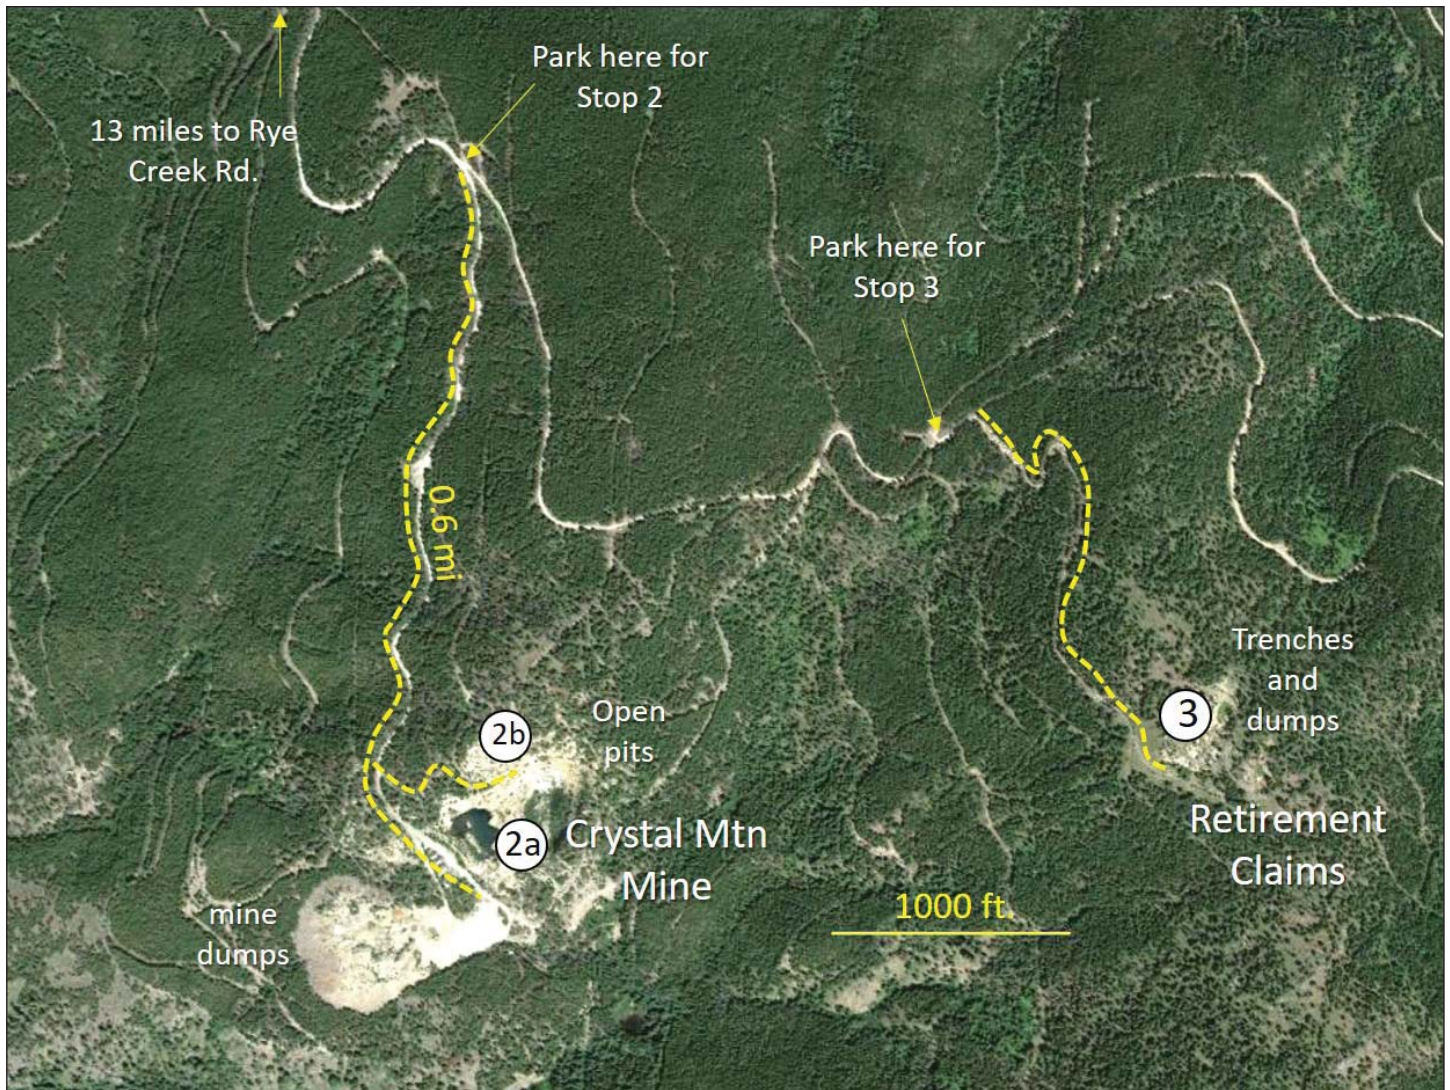 Park here for
Stop 2
13 miles to Rye
Creek Rd.
Park here for
Stop 3
0.6 mi
Trenches
and
dumps
3
2b
Open
pits
Retirement
Claims
2a
Crystal Mtn
Mine
1000 ft.
mine
dumps